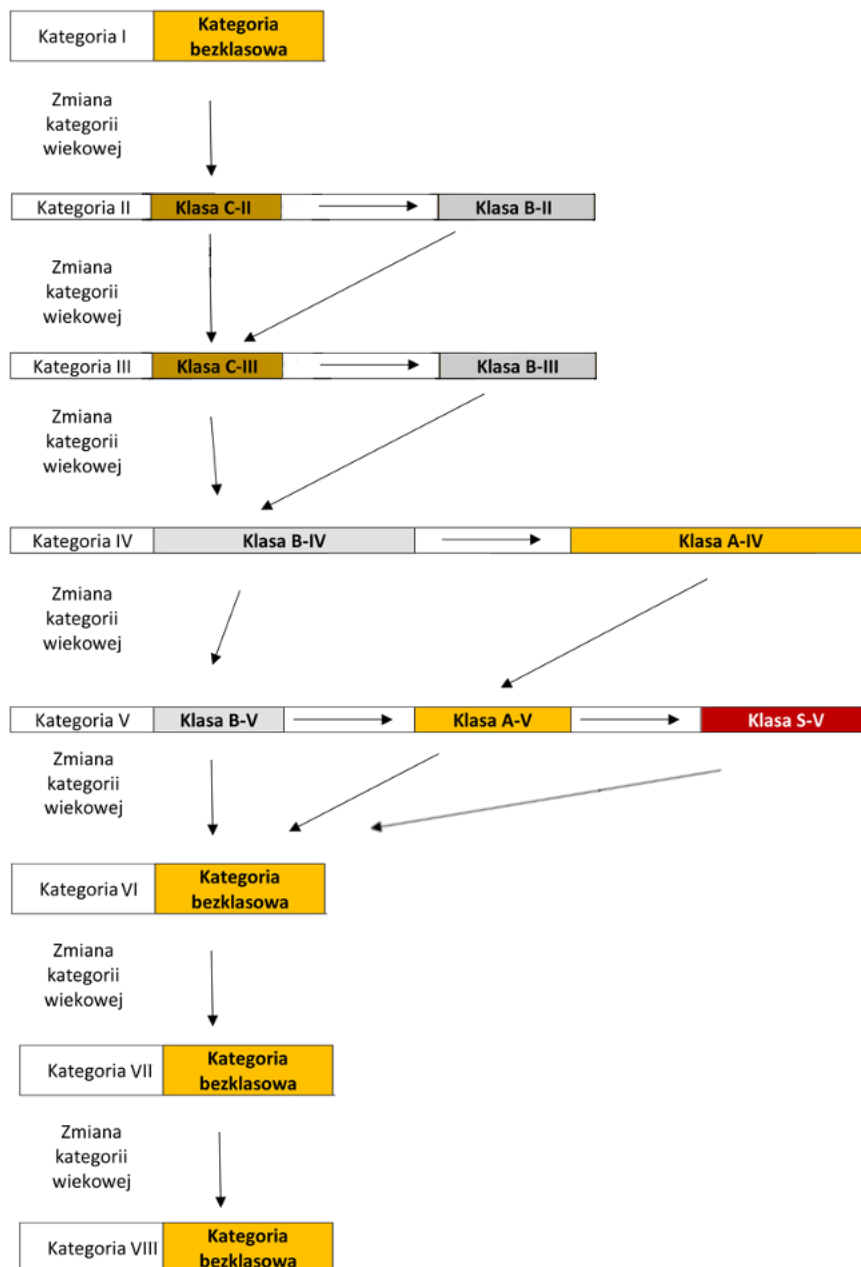 Kategoria I
Kategoria
bezklasowa
Zmiana
kategorii
wiekowej
Kategoria II
Klasa C-II
Klasa B-II
Zmiana
kategorii
wiekowej
Kategoria III
Klasa C-III
Klasa B-III
Zmiana
kategorii
wiekowej
Kategoria IV
Klasa B-IV
Klasa A-IV
Zmiana
kategorii
wiekowej
Kategoria V
Klasa B-V
Klasa A-V
Klasa S-V
Zmiana
kategorii
wiekowej
Kategoria VI
Kategoria
bezklasowa
Zmiana
kategorii
wiekowej
Kategoria VII
Kategoria
bezklasowa
Zmiana
kategorii
wiekowej
Kategoria VIII
Kategoria
bezklasowa